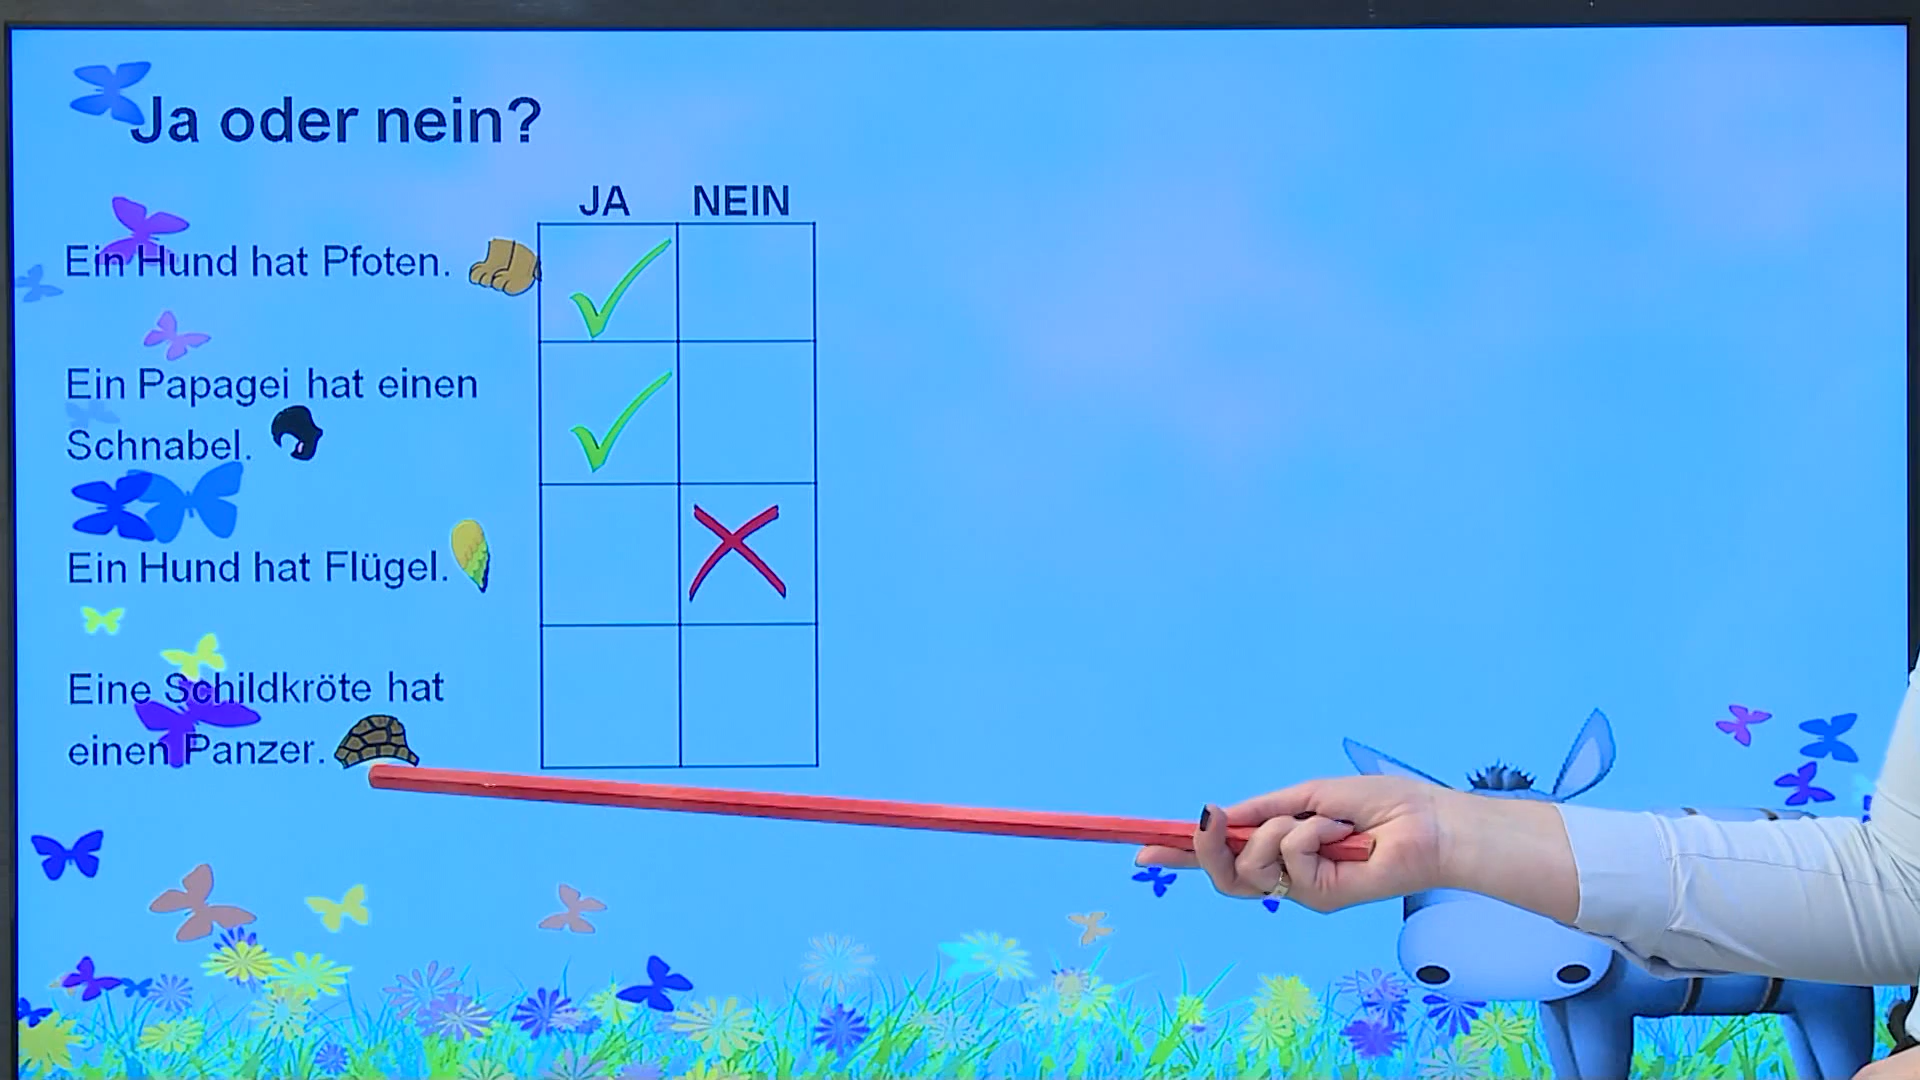 Ja oder nein?
JA NEIN
Ein Hund hat Pfoten.
Ein Papagei hat einen
Schnabel.
Ein Hund hat Flügel.
Eine Schildkröte hat
einen Panzer.